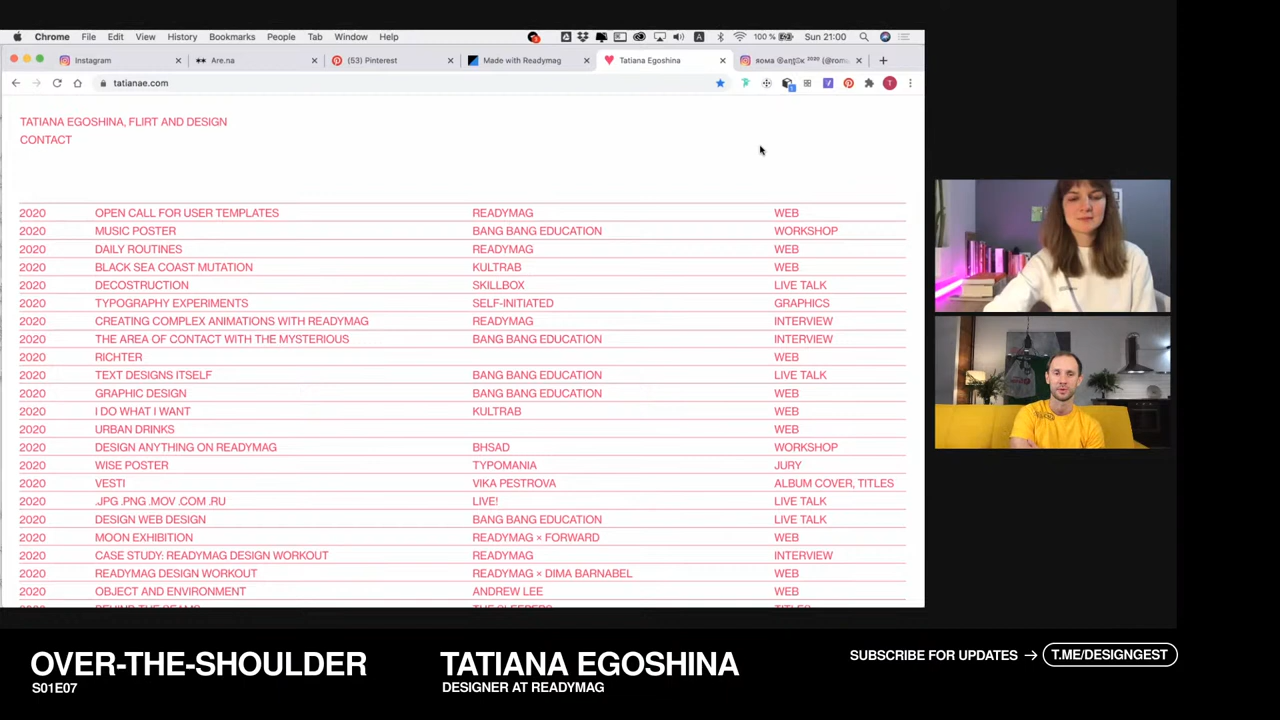 Chrome File Edit View History Bookmarks People Tab Window Help 100 % Sun 21:00
Instagram Are.na (53) Pinterest Made with Readymag Tatiana Egoshina
tatianae.com
TATIANA EGOSHINA, FLIRT AND DESIGN
CONTACT
2020 OPEN CALL FOR USER TEMPLATES READYMAG WEB
2020 MUSIC POSTER BANG BANG EDUCATION WORKSHOP
2020 DAILY ROUTINES READYMAG WEB
2020 BLACK SEA COAST MUTATION KULTRAB WEB
2020 DECOSTRUCTION SKILLBOX LIVE TALK
2020 TYPOGRAPHY EXPERIMENTS SELF-INITIATED GRAPHICS
2020 CREATING COMPLEX ANIMATIONS WITH READYMAG READYMAG INTERVIEW
2020 THE AREA OF CONTACT WITH THE MYSTERIOUS BANG BANG EDUCATION INTERVIEW
2020 RICHTER WEB
2020 TEXT DESIGNS ITSELF BANG BANG EDUCATION LIVE TALK
2020 GRAPHIC DESIGN BANG BANG EDUCATION WEB
2020 I DO WHAT I WANT KULTRAB WEB
2020 URBAN DRINKS WEB
2020 DESIGN ANYTHING ON READYMAG BHSAD WORKSHOP
2020 WISE POSTER TYPOMANIA JURY
2020 VESTI VIKA PESTROVA ALBUM COVER, TITLES
2020 .JPG .PNG .MOV .COM .RU LIVE! LIVE TALK
2020 DESIGN WEB DESIGN BANG BANG EDUCATION LIVE TALK
2020 MOON EXHIBITION READYMAG × FORWARD WEB
2020 CASE STUDY: READYMAG DESIGN WORKOUT READYMAG INTERVIEW
2020 READYMAG DESIGN WORKOUT READYMAG × DIMA BARNABEL WEB
2020 OBJECT AND ENVIRONMENT ANDREW LEE WEB
OVER-THE-SHOULDER
S01E07
TATIANA EGOSHINA
DESIGNER AT READYMAG
SUBSCRIBE FOR UPDATES → T.ME/DESIGNGEST